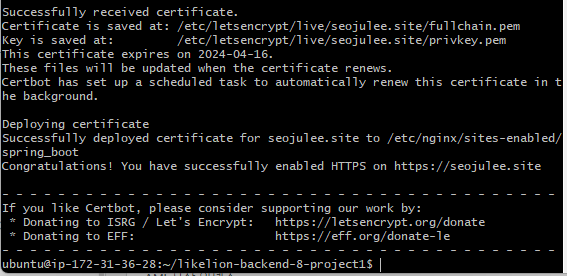 Successfully received certificate.
Certificate is saved at: /etc/letsencrypt/live/seojulee.site/fullchain.pem
Key is saved at:         /etc/letsencrypt/live/seojulee.site/privkey.pem
This certificate expires on 2024-04-16.
These files will be updated when the certificate renews.
Certbot has set up a scheduled task to automatically renew this certificate in t
he background.

Deploying certificate
Successfully deployed certificate for seojulee.site to /etc/nginx/sites-enabled/
spring_boot
Congratulations! You have successfully enabled HTTPS on https://seojulee.site

- - - - - - - - - - - - - - - - - - - - - - - - - - - - - - - - - - - - - - - -
If you like Certbot, please consider supporting our work by:
 * Donating to ISRG / Let's Encrypt:   https://letsencrypt.org/donate
 * Donating to EFF:                    https://eff.org/donate-le
- - - - - - - - - - - - - - - - - - - - - - - - - - - - - - - - - - - - - - - -
ubuntu@ip-172-31-36-28:~/likelion-backend-8-project1$